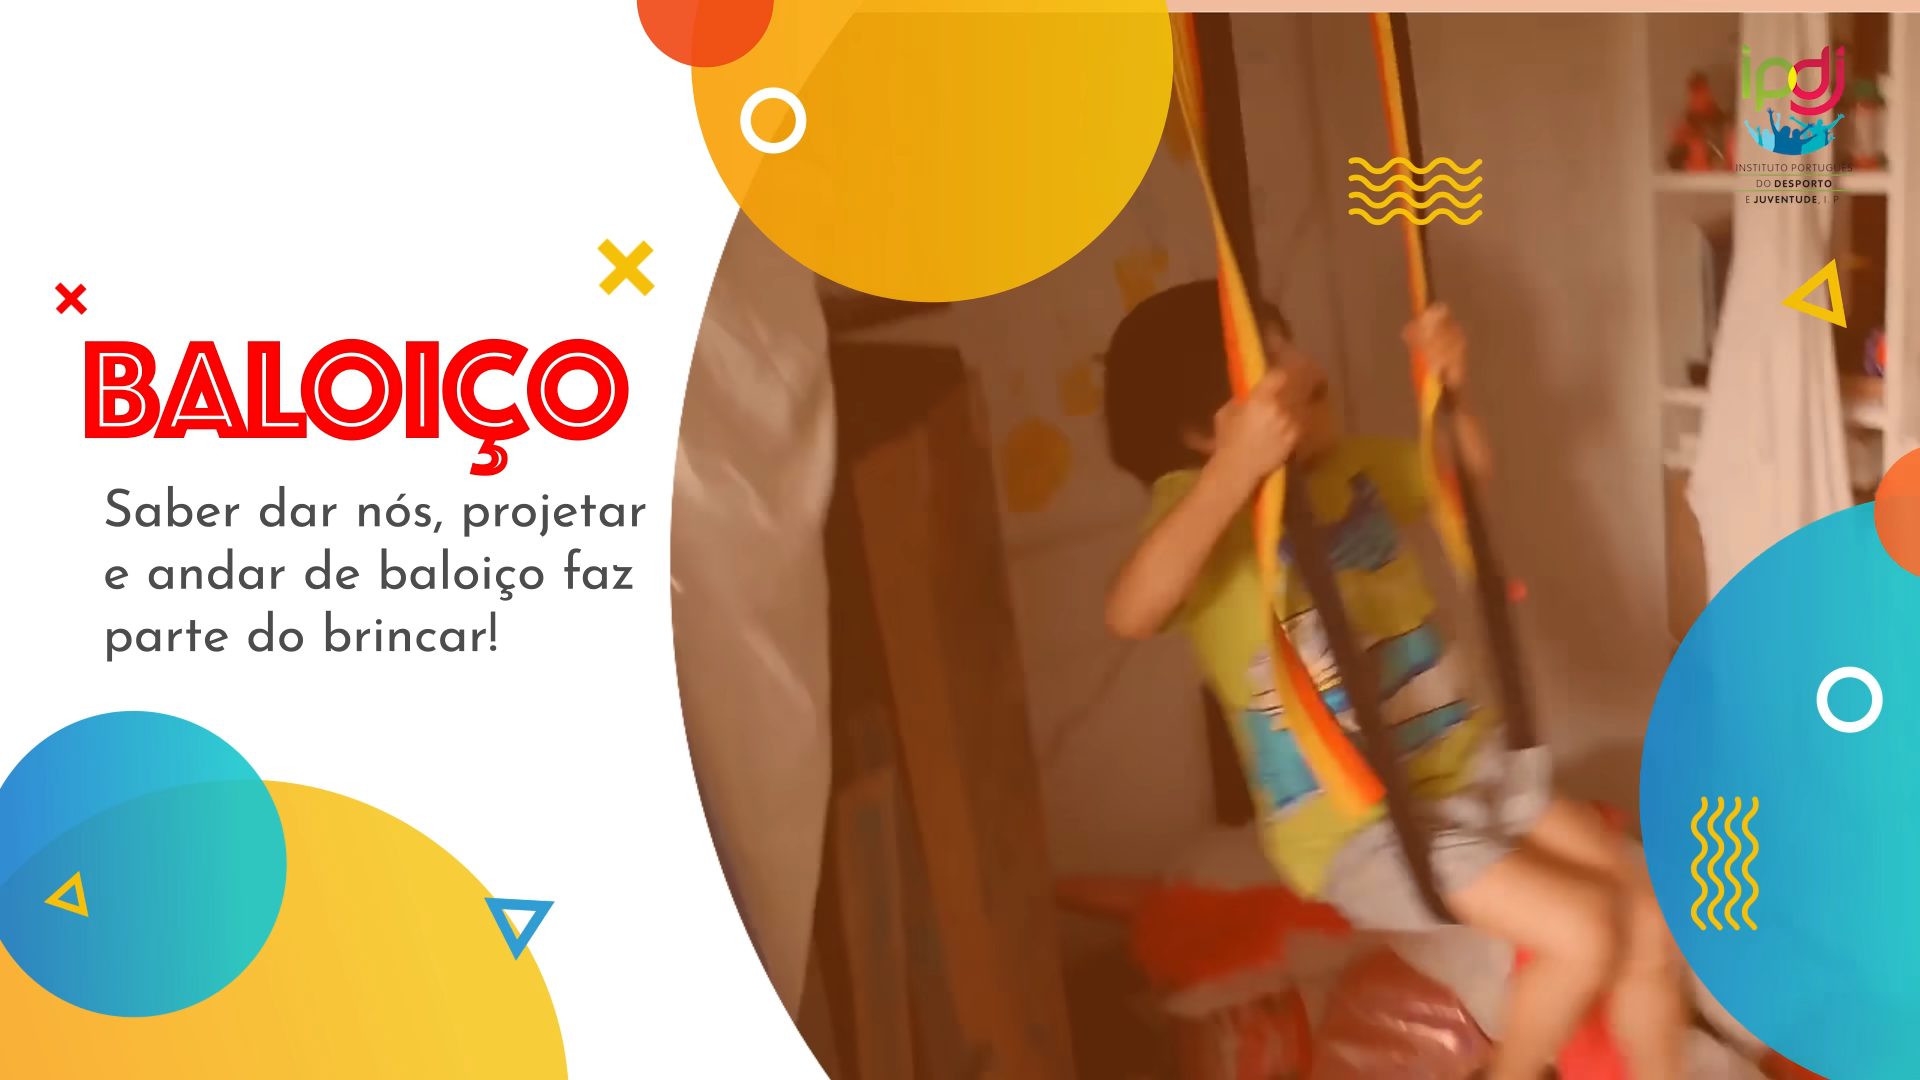 BALOIÇO
Saber dar nós, projetar
e andar de baloiço faz
parte do brincar!
ipdj
INSTITUTO PORTUGUÊS
DO DESPORTO
E JUVENTUDE, I. P.